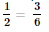 1/2 = 3/6